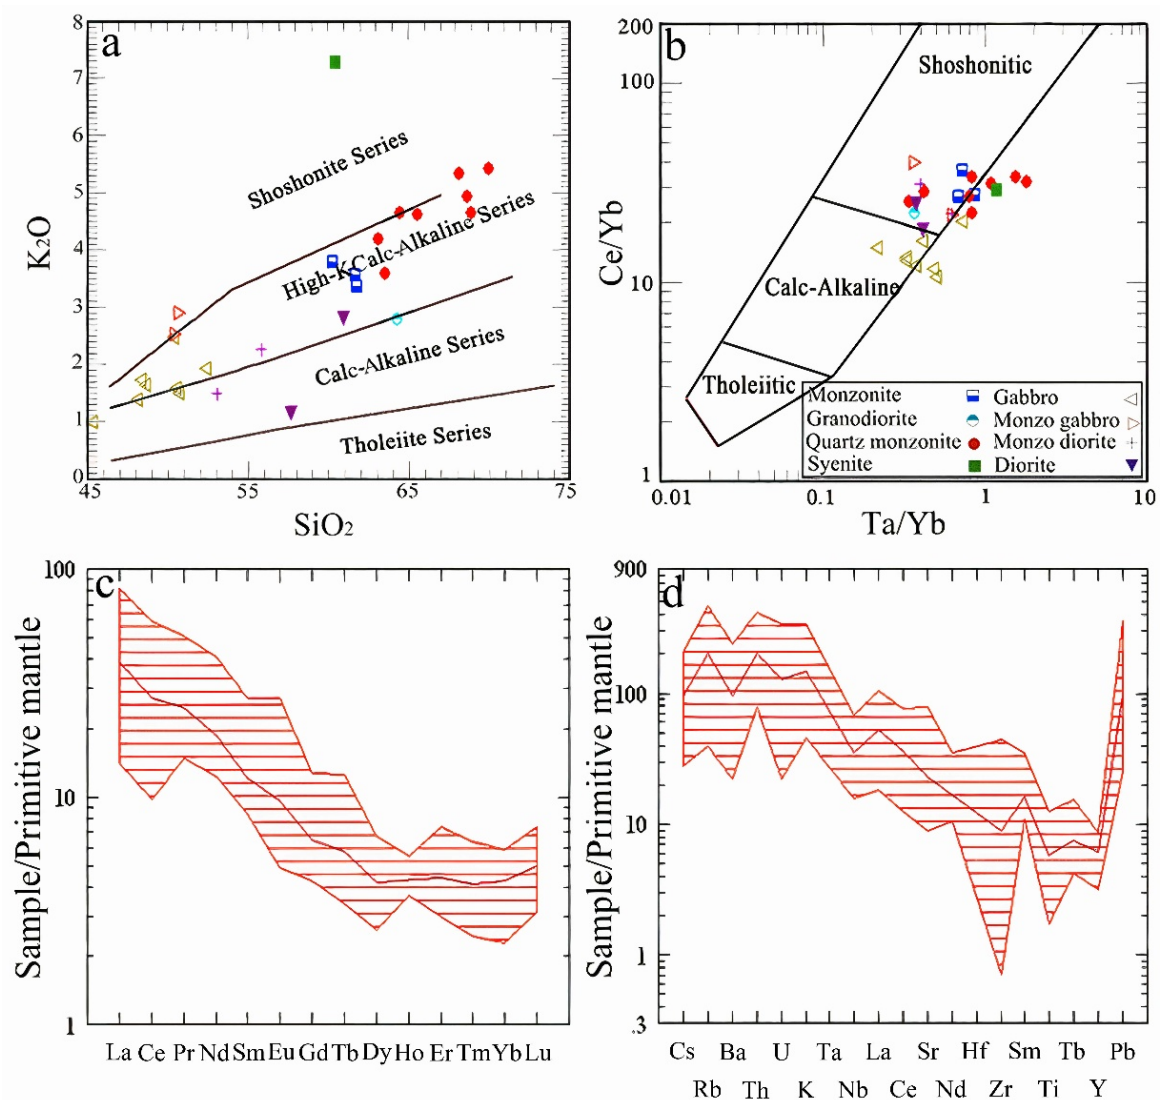 a
8
7
6
5
4
3
2
1
0
K2O
Shoshonite Series
High-K Calc-Alkaline Series
Calc-Alkaline Series
Tholeiite Series
45 55 65 75
SiO2
b
200
100
10
1
Ce/Yb
Shoshonitic
Calc-Alkaline
Tholeiitic
Monzonite Gabbro
Granodiorite Monzo gabbro
Quartz monzonite Monzo diorite
Syenite Diorite
0.01 0.1 1 10
Ta/Yb
c
100
10
1
Sample/Primitive mantle
La Ce Pr Nd Sm Eu Gd Tb Dy Ho Er Tm Yb Lu
d
900
100
10
1
.3
Sample/Primitive mantle
Cs Ba U Ta La Sr Hf Sm Tb Pb
Rb Th K Nb Ce Nd Zr Ti Y